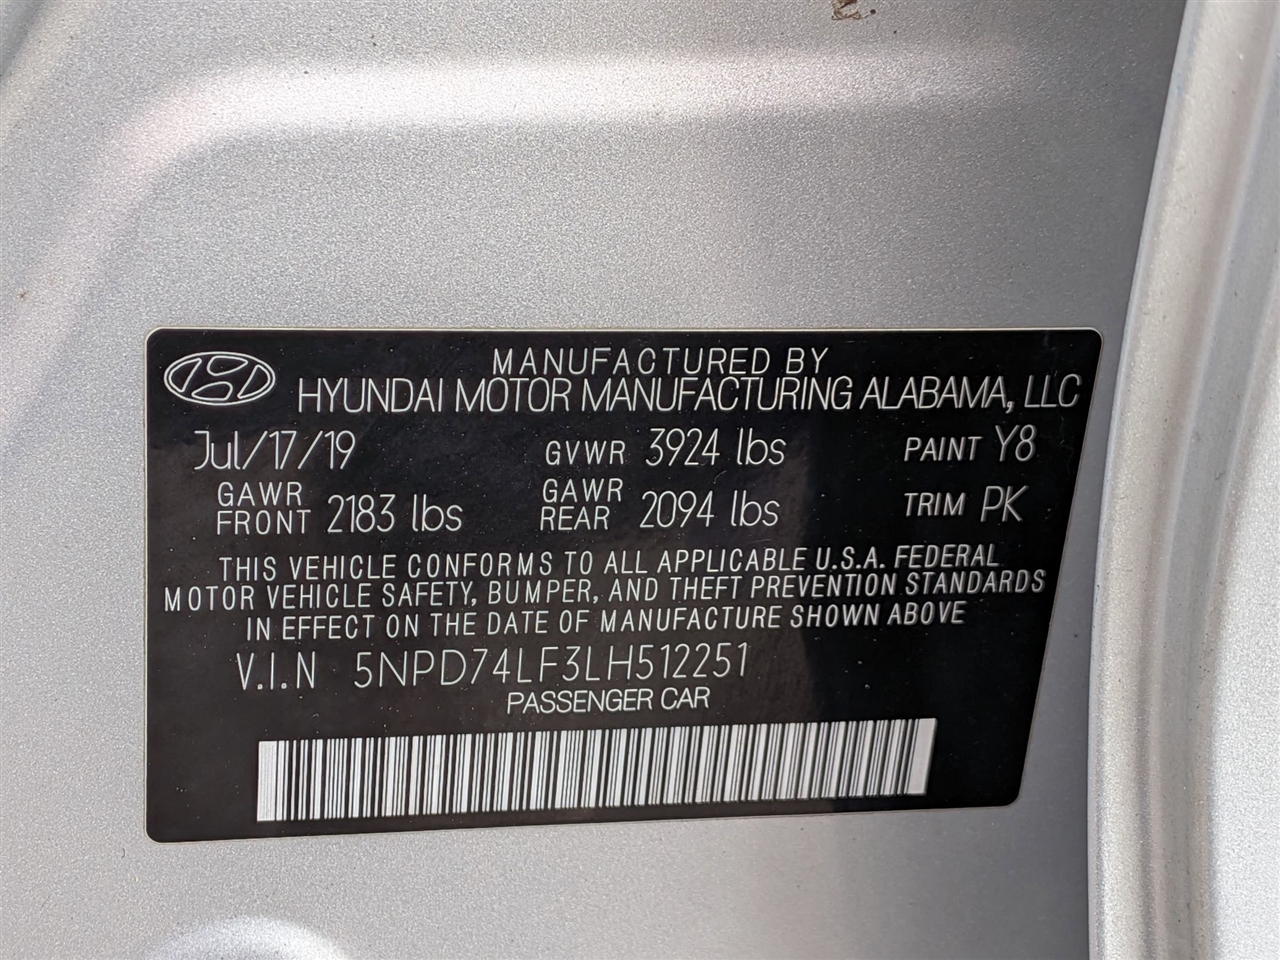 MANUFACTURED BY
HYUNDAI MOTOR MANUFACTURING ALABAMA, LLC
Jul/17/19 GVWR 3924 lbs PAINT Y8
GAWR FRONT 2183 lbs GAWR REAR 2094 lbs TRIM PK
THIS VEHICLE CONFORMS TO ALL APPLICABLE U.S.A. FEDERAL
MOTOR VEHICLE SAFETY, BUMPER, AND THEFT PREVENTION STANDARDS
IN EFFECT ON THE DATE OF MANUFACTURE SHOWN ABOVE
V.I.N 5NPD74LF3LH512251
PASSENGER CAR